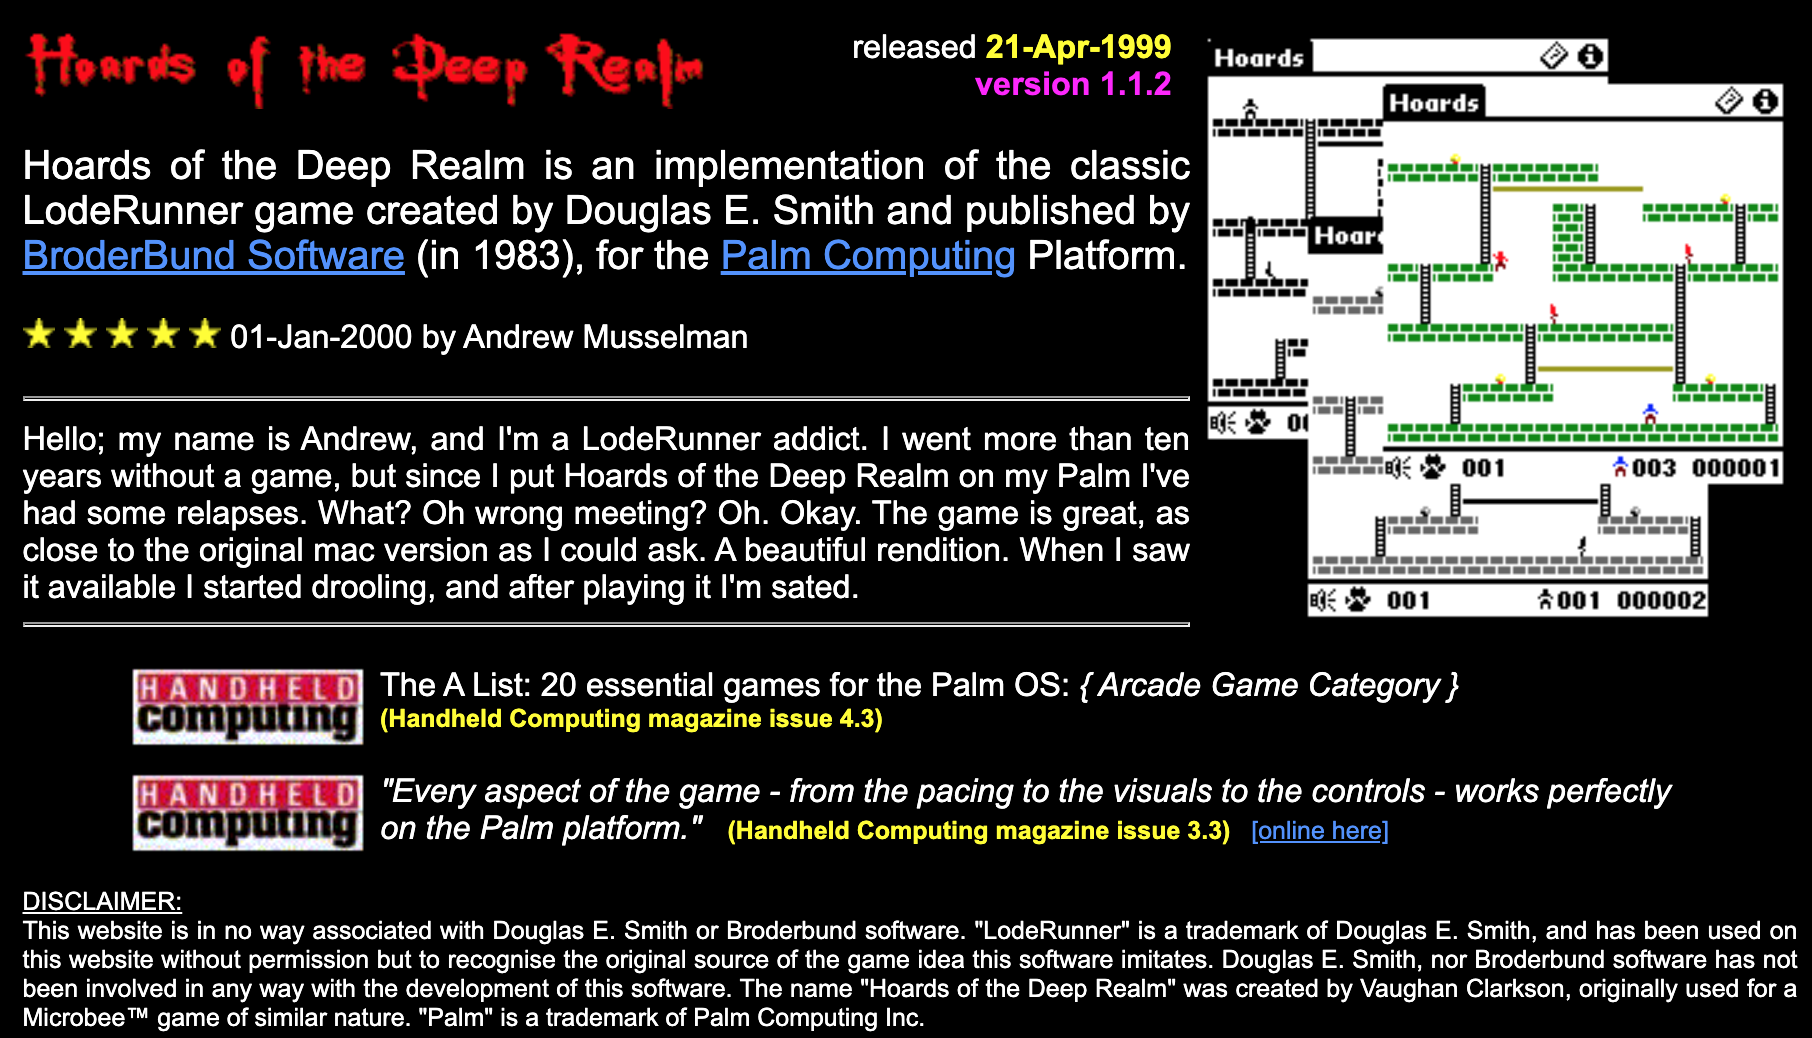 Hoards of the Deep Realm
released 21-Apr-1999
version 1.1.2
Hoards of the Deep Realm is an implementation of the classic
LodeRunner game created by Douglas E. Smith and published by
BroderBund Software (in 1983), for the Palm Computing Platform.
01-Jan-2000 by Andrew Musselman
Hello; my name is Andrew, and I'm a LodeRunner addict. I went more than ten
years without a game, but since I put Hoards of the Deep Realm on my Palm I've
had some relapses. What? Oh wrong meeting? Oh. Okay. The game is great, as
close to the original mac version as I could ask. A beautiful rendition. When I saw
it available I started drooling, and after playing it I'm sated.
Hoards
Hoards
Hoar
00
001 003 000001
001 001 000002
HANDHELD
computing
The A List: 20 essential games for the Palm OS: { Arcade Game Category }
(Handheld Computing magazine issue 4.3)
HANDHELD
computing
"Every aspect of the game - from the pacing to the visuals to the controls - works perfectly
on the Palm platform." (Handheld Computing magazine issue 3.3) [online here]
DISCLAIMER:
This website is in no way associated with Douglas E. Smith or Broderbund software. "LodeRunner" is a trademark of Douglas E. Smith, and has been used on
this website without permission but to recognise the original source of the game idea this software imitates. Douglas E. Smith, nor Broderbund software has not
been involved in any way with the development of this software. The name "Hoards of the Deep Realm" was created by Vaughan Clarkson, originally used for a
Microbee™ game of similar nature. "Palm" is a trademark of Palm Computing Inc.